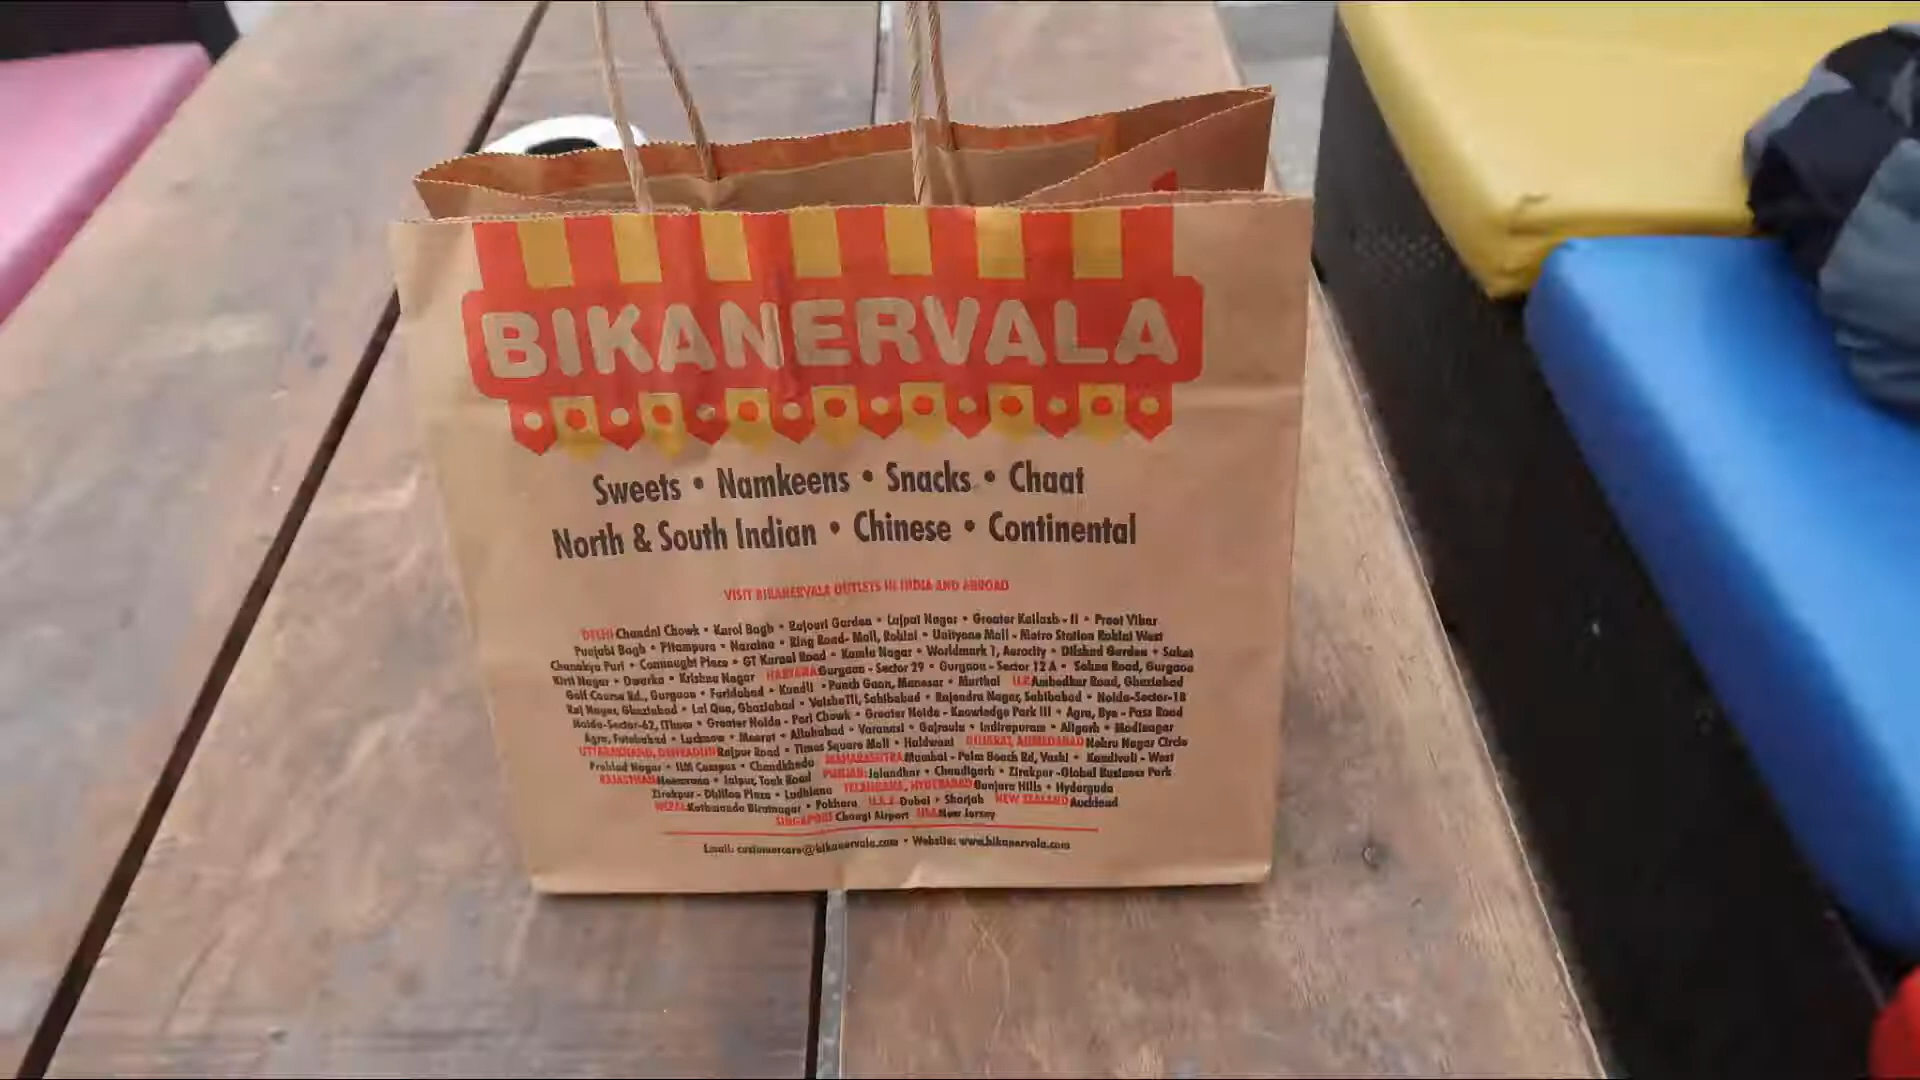 BIKANERVALA
Sweets • Namkeens • Snacks • Chaat
North & South Indian • Chinese • Continental
VISIT BIKANERVALA OUTLETS IN INDIA AND ABROAD
DELHI Chandni Chowk • Karol Bagh • Rajouri Garden • Lajpat Nagar • Greater Kailash - II • Preet Vihar
Punjabi Bagh • Pitampura • Naraina • Ring Road- Mall, Rohini • Unityone Mall - Metro Station Rohini West
Chanakya Puri • Connaught Place • GT Karnal Road • Kamla Nagar • Worldmark 1, Aerocity • Dilshad Garden • Saket
Kirti Nagar • Dwarka • Krishna Nagar HARYANA Gurgaon - Sector 29 • Gurgaon - Sector 12 A • Sohna Road, Gurgaon
Golf Course Rd., Gurgaon • Faridabad • Kundli • Panch Gaon, Manesar • Murthal U.P. Ambedkar Road, Ghaziabad
Raj Nagar, Ghaziabad • Lal Qua, Ghaziabad • Vaishalli, Sahibabad • Rajendra Nagar, Sahibabad • Noida-Sector-18
Noida-Sector-62, • Greater Noida - Pari Chowk • Greater Noida - Knowledge Park III • Agra, Bye - Pass Road
Agra, Fatehabad • Lucknow • Meerut • Allahabad • Varanasi • Gajraula • Indirapuram • Aligarh • Modinagar
UTTARAKHAND, DEHRADUN Rajpur Road • Times Square Mall • Haldwani GUJARAT, AHMEDABAD Nehru Nagar Circle
Prahlad Nagar • IIM Campus • Chandkheda MAHARASHTRA Mumbai - Palm Beach Rd, Vashi • Kandivali - West
RAJASTHAN Neemrana • Jaipur, Tonk Road PUNJAB: Jalandhar • Chandigarh • Zirakpur -Global Business Park
Zirakpur - Dhillon Plaza • Ludhiana TELANGANA, HYDERABAD Banjara Hills • Hyderguda
NEPAL Kathmandu Biratnagar • Pokhara U.A.E. Dubai • Sharjah NEW ZEALAND Auckland
SINGAPORE Changi Airport USA New Jersey
Email: customercare@bikanervala.com • Website: www.bikanervala.com